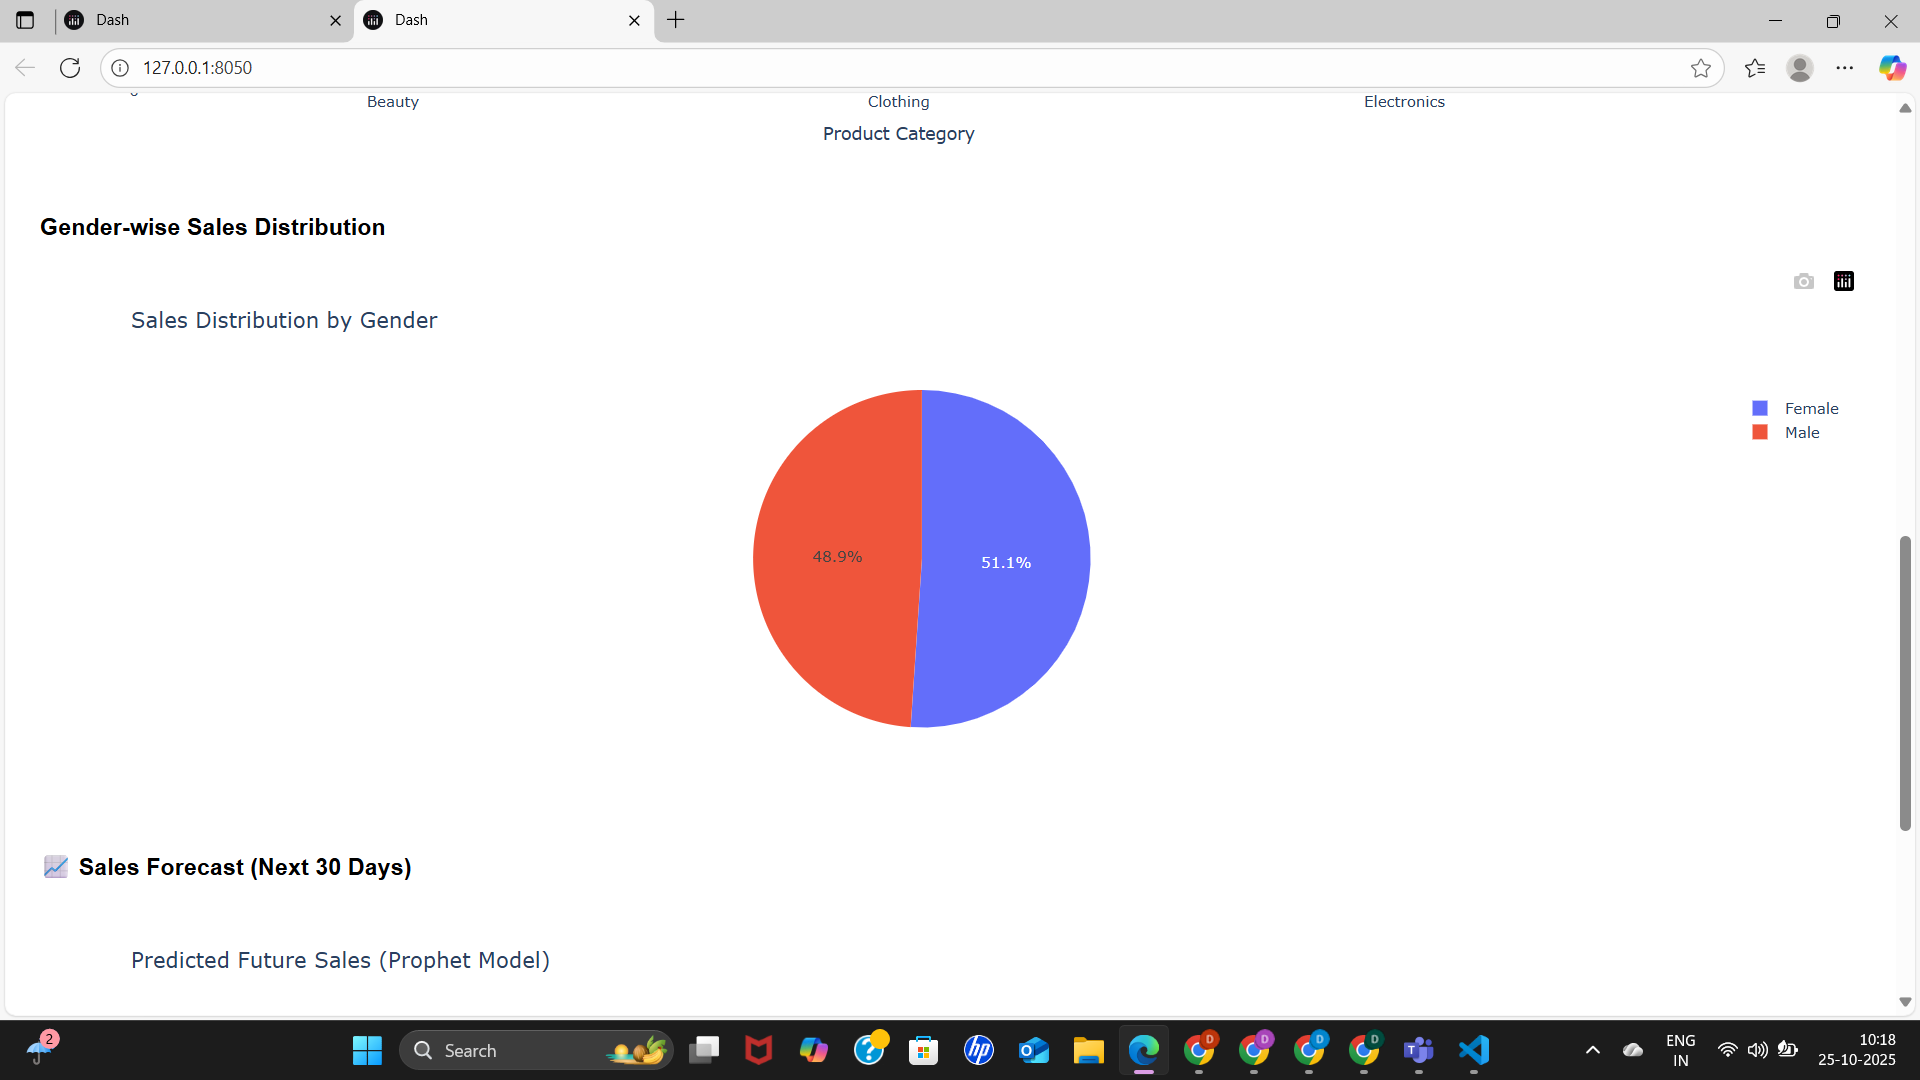 Dash
Dash
127.0.0.1:8050
Beauty
Clothing
Electronics
Product Category
Gender-wise Sales Distribution
Sales Distribution by Gender
Female
Male
48.9%
51.1%
Sales Forecast (Next 30 Days)
Predicted Future Sales (Prophet Model)
2
Search
hp
D
D
D
D
ENG
IN
10:18
25-10-2025